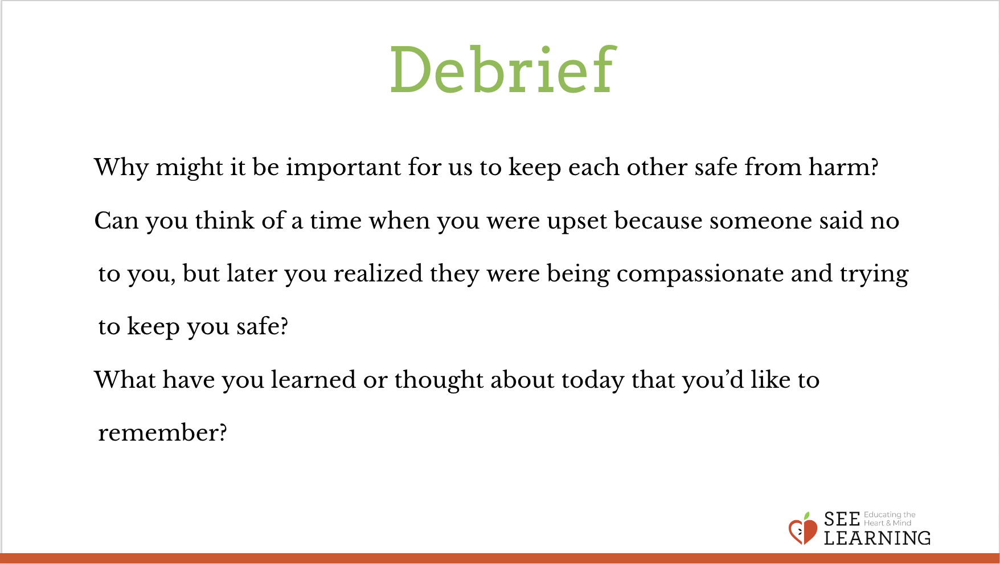 Debrief
Why might it be important for us to keep each other safe from harm?
Can you think of a time when you were upset because someone said no
to you, but later you realized they were being compassionate and trying
to keep you safe?
What have you learned or thought about today that you’d like to
remember?
SEE Educating the
Heart & Mind
LEARNING